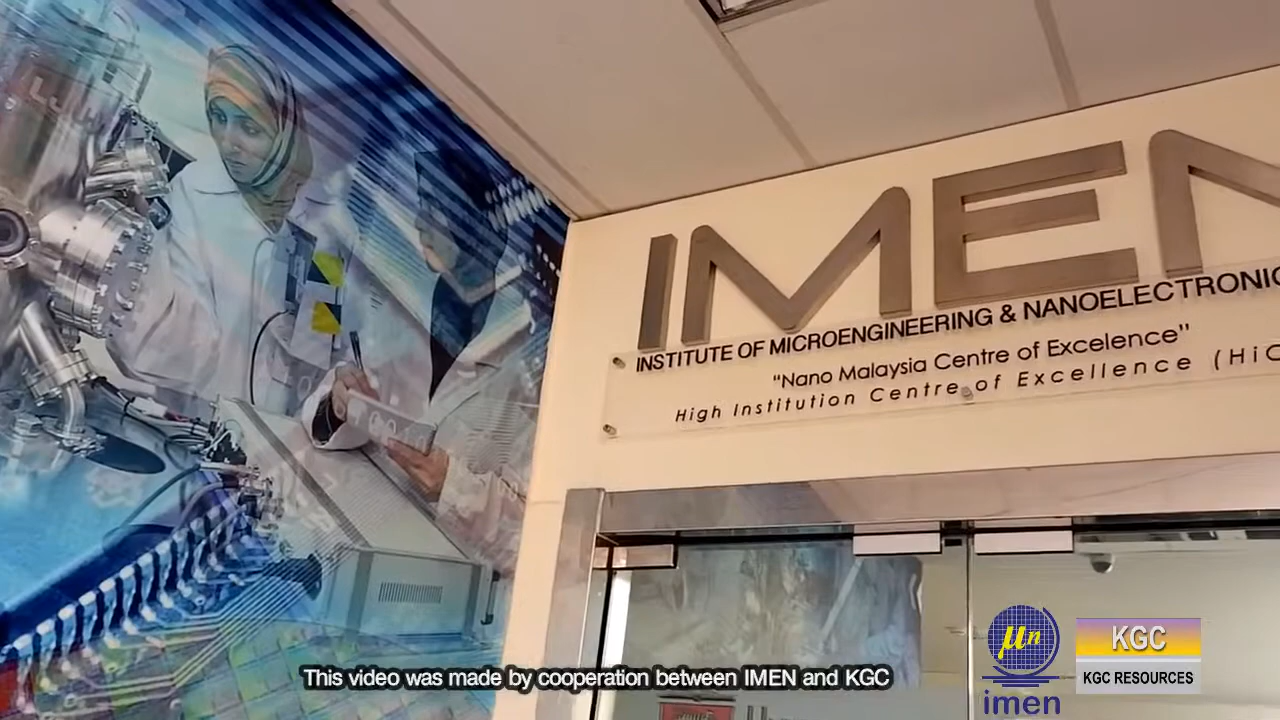 IMEN
INSTITUTE OF MICROENGINEERING & NANOELECTRONIC
"Nano Malaysia Centre of Excelence"
High Institution Centre of Excellence (HiC
This video was made by cooperation between IMEN and KGC
µn
imen
KGC
KGC RESOURCES